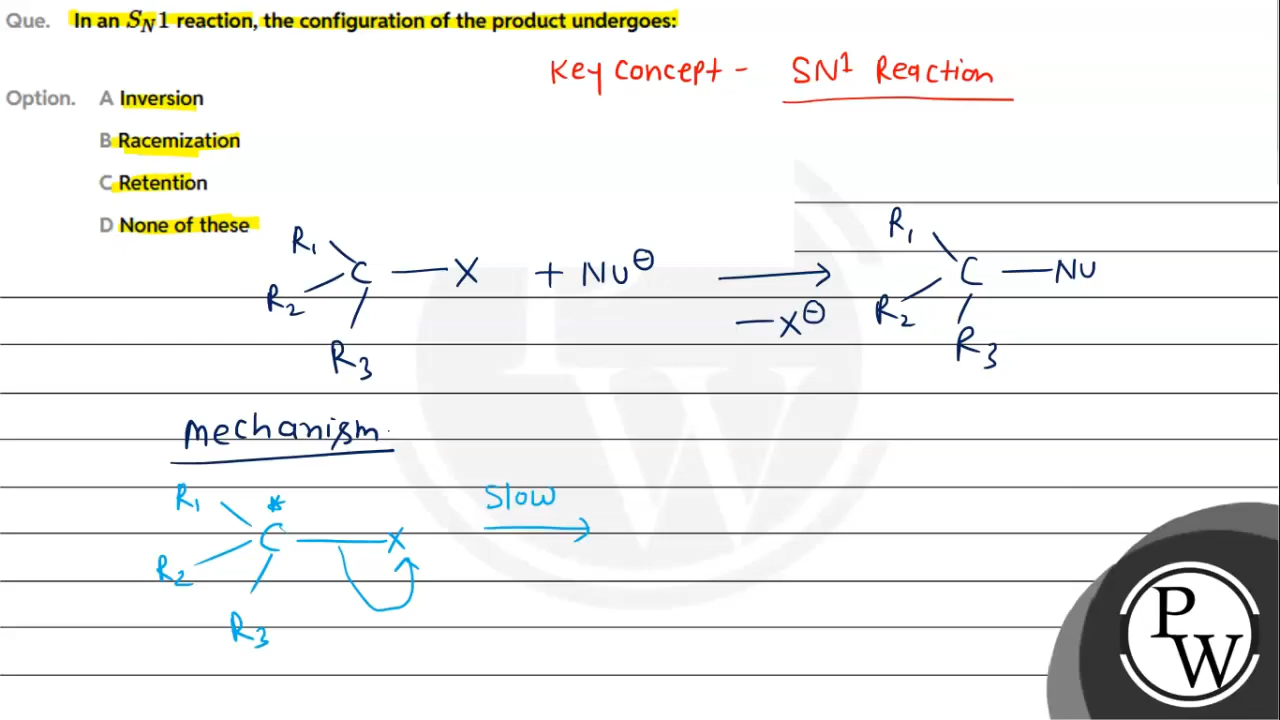 Que. In an S_N1 reaction, the configuration of the product undergoes:
Key Concept - SN¹ Reaction
Option. A Inversion
B Racemization
C Retention
D None of these
R₁
R₂
C — X + Nu⊖ → C — Nu
R₃
-X⊖
R₁
R₂
R₃
Mechanism.
R₁
C* — X
R₂
R₃
Slow →
PW
P
W